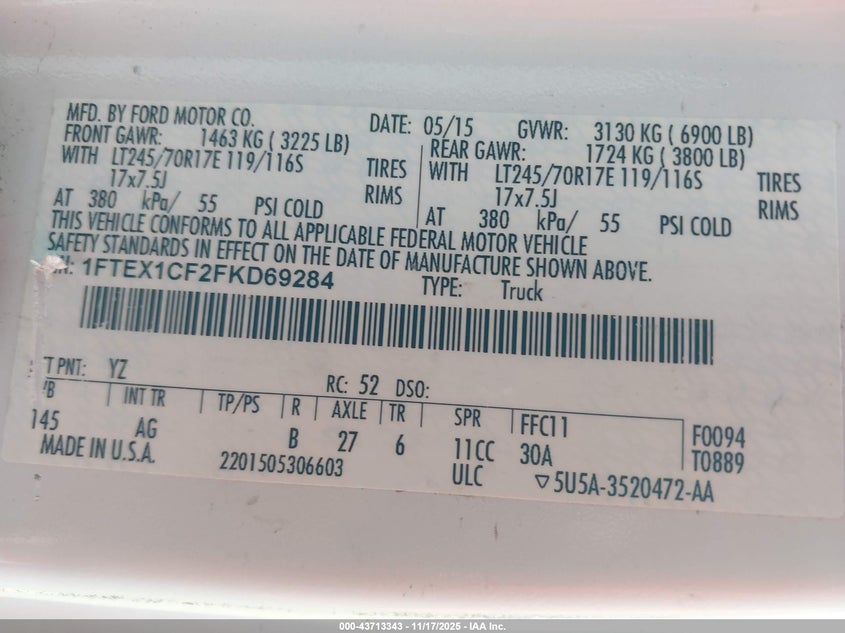 MFD. BY FORD MOTOR CO. DATE: 05/15 GVWR: 3130 KG ( 6900 LB)
FRONT GAWR: 1463 KG ( 3225 LB) REAR GAWR: 1724 KG ( 3800 LB)
WITH LT245/70R17E 119/116S TIRES WITH LT245/70R17E 119/116S TIRES
17x7.5J RIMS 17x7.5J RIMS
AT 380 kPa/ 55 PSI COLD AT 380 kPa/ 55 PSI COLD
THIS VEHICLE CONFORMS TO ALL APPLICABLE FEDERAL MOTOR VEHICLE
SAFETY STANDARDS IN EFFECT ON THE DATE OF MANUFACTURE SHOWN ABOVE.
N: 1FTEX1CF2FKD69284 TYPE: Truck
T PNT: YZ RC: 52 DSO:
B INT TR TP/PS R AXLE TR SPR FFC11 F0094
145 AG B 27 6 11CC 30A T0889
MADE IN U.S.A. 2201505306603 ULC ▽5U5A-3520472-AA
000-43713343 - 11/17/2025 - IAA Inc.